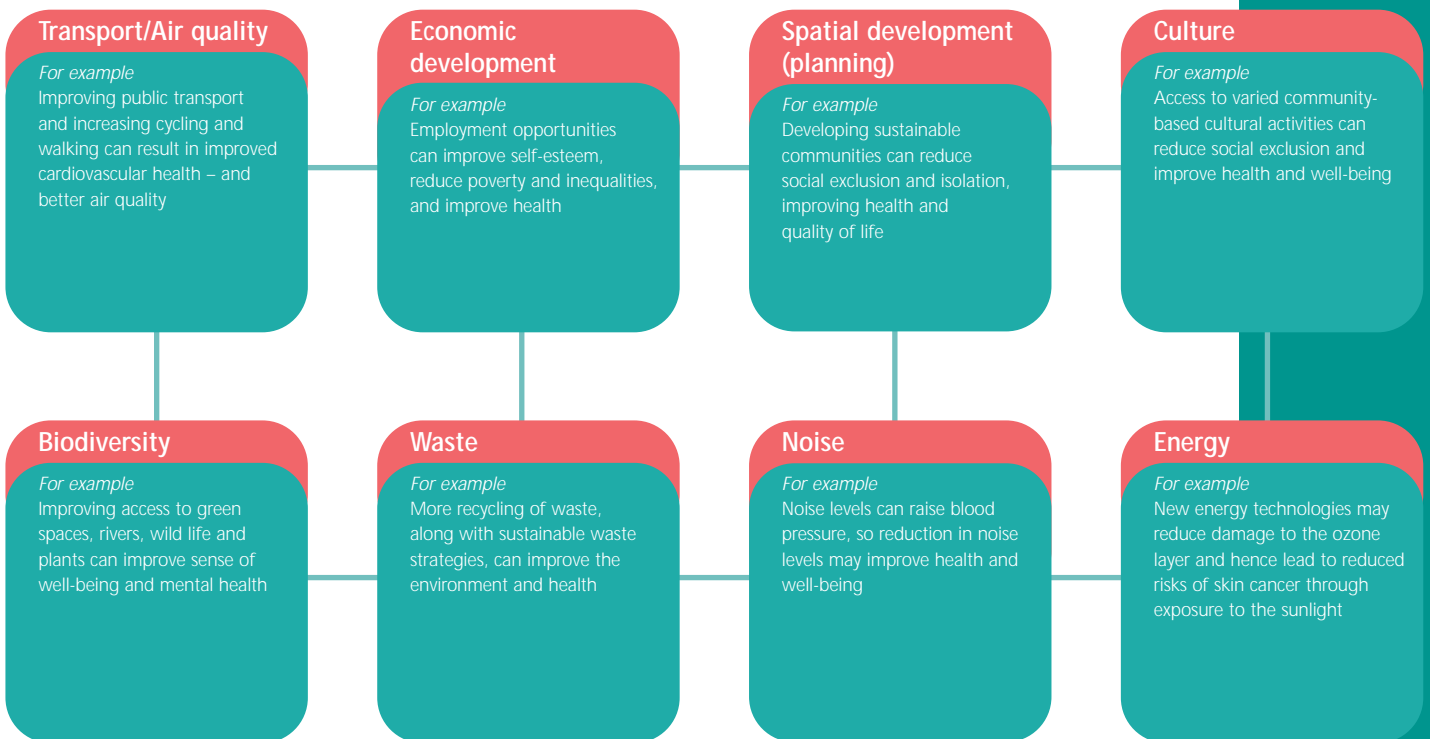 Transport/Air quality
For example
Improving public transport
and increasing cycling and
walking can result in improved
cardiovascular health – and
better air quality
Economic
development
For example
Employment opportunities
can improve self-esteem,
reduce poverty and inequalities,
and improve health
Spatial development
(planning)
For example
Developing sustainable
communities can reduce
social exclusion and isolation,
improving health and
quality of life
Culture
For example
Access to varied community-
based cultural activities can
reduce social exclusion and
improve health and well-being
Biodiversity
For example
Improving access to green
spaces, rivers, wild life and
plants can improve sense of
well-being and mental health
Waste
For example
More recycling of waste,
along with sustainable waste
strategies, can improve the
environment and health
Noise
For example
Noise levels can raise blood
pressure, so reduction in noise
levels may improve health and
well-being
Energy
For example
New energy technologies may
reduce damage to the ozone
layer and hence lead to reduced
risks of skin cancer through
exposure to the sunlight